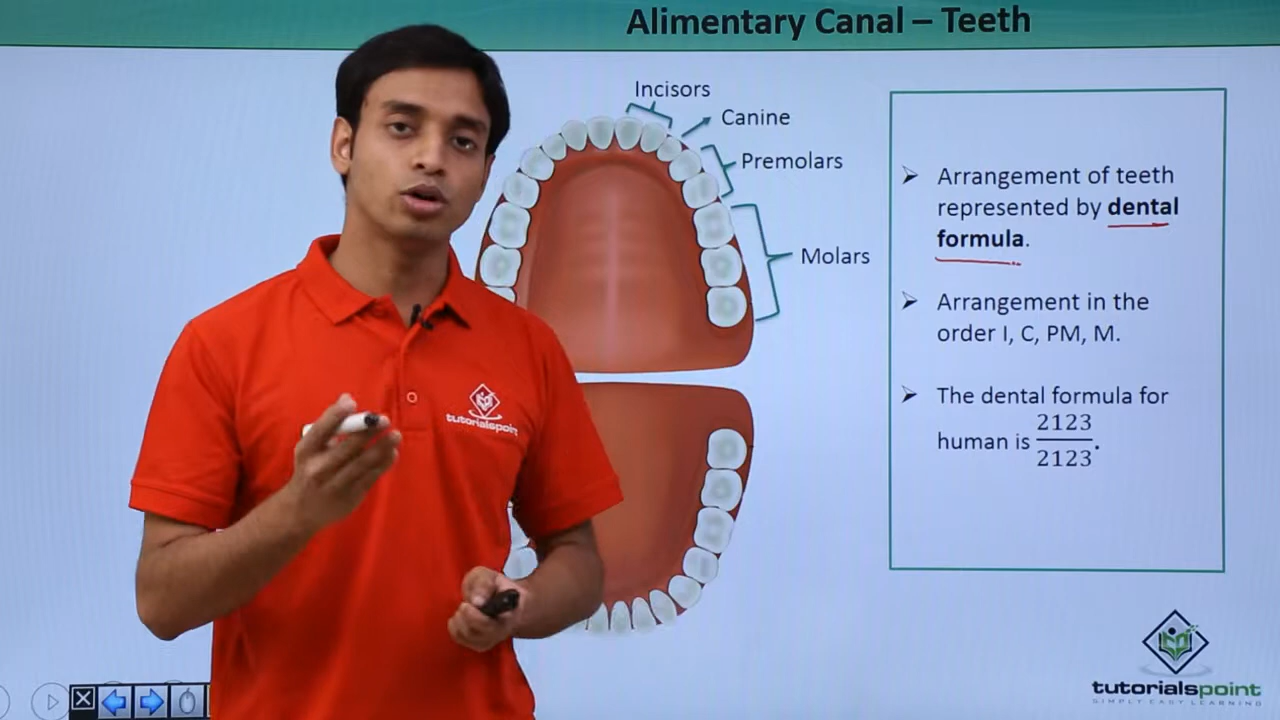 Alimentary Canal – Teeth
Incisors
Canine
Premolars
Molars
➢ Arrangement of teeth
represented by dental
formula.
➢ Arrangement in the
order I, C, PM, M.
➢ The dental formula for
human is 2123/2123.
tutorialspoint
tutorialspoint
SIMPLY EASY LEARNING